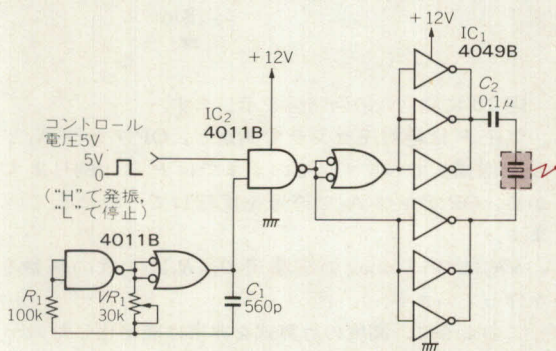 +12V
IC₁
4049B
+12V
C₂
0.1μ
IC₂
4011B
コントロール
電圧5V
5V
0
("H"で発振,
"L"で停止)
4011B
R₁
100k
VR₁
30k
C₁
560p